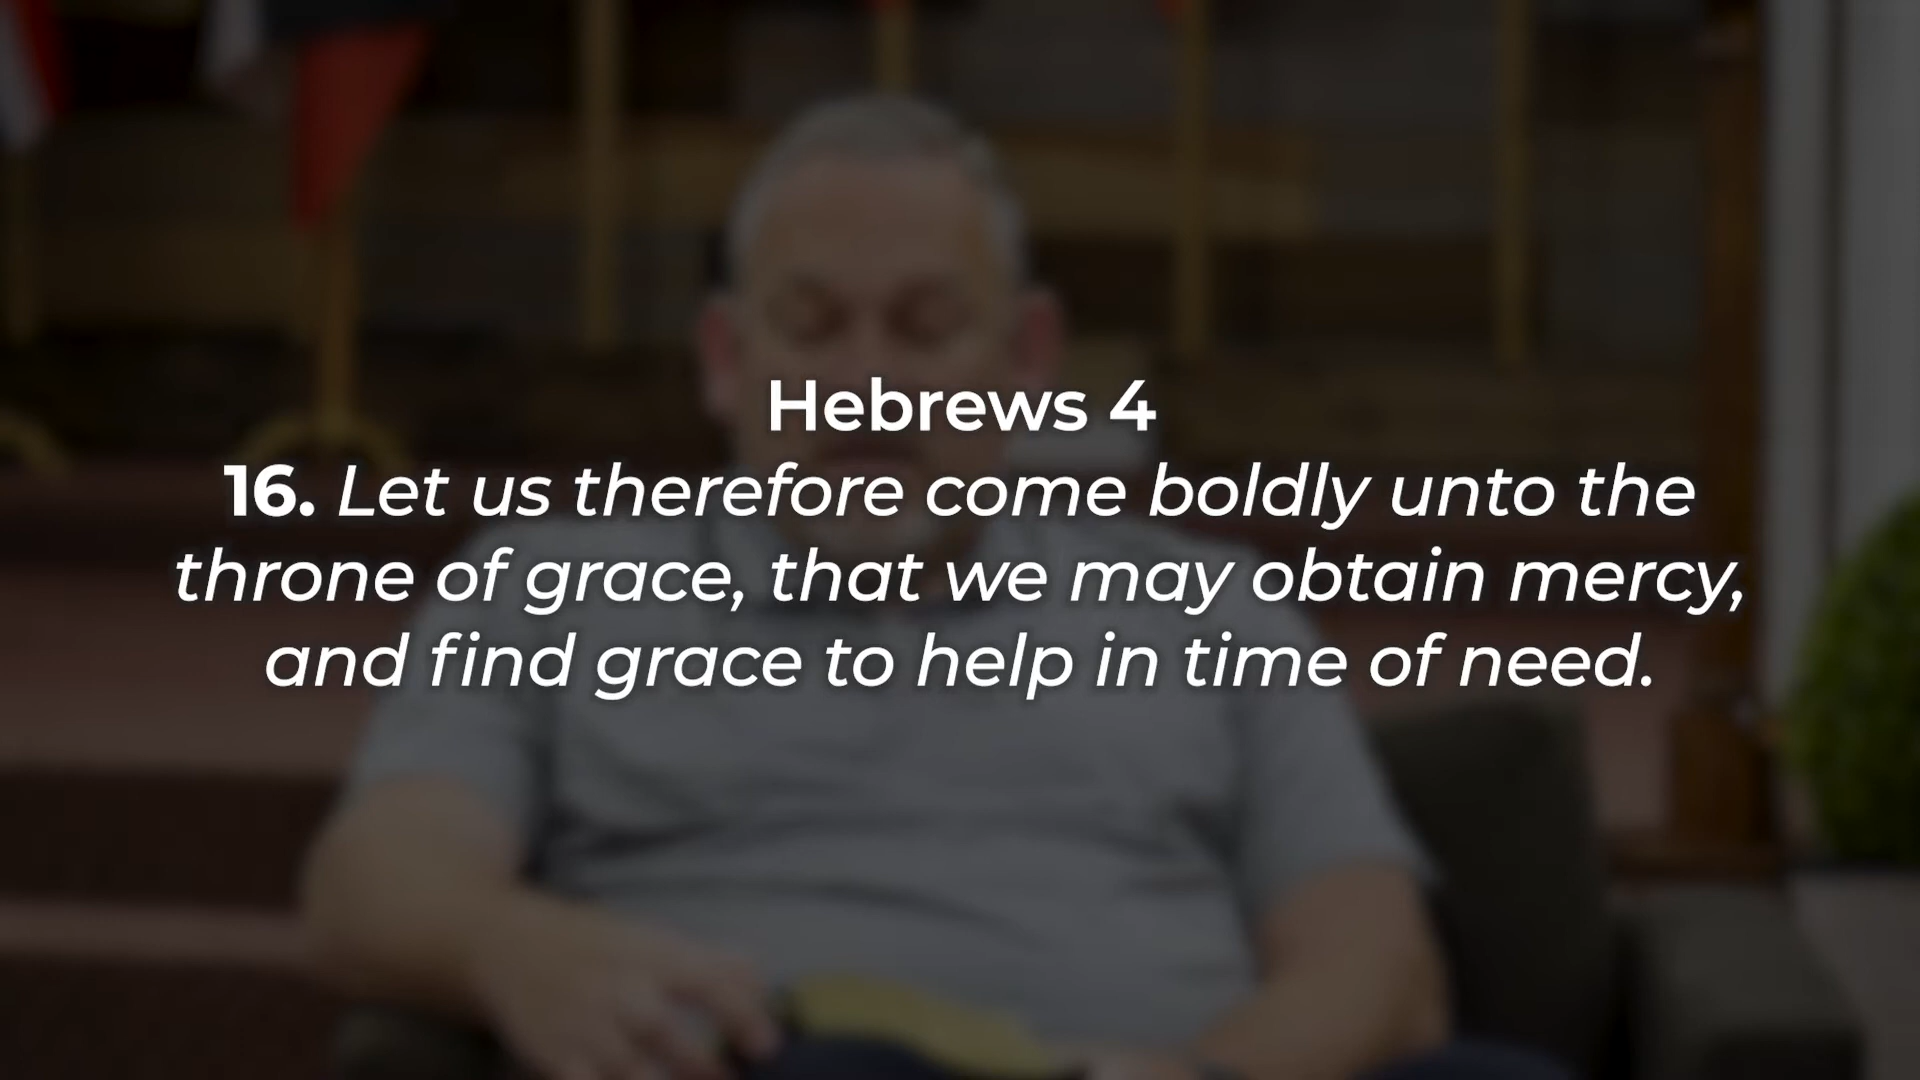 Hebrews 4
16. Let us therefore come boldly unto the
throne of grace, that we may obtain mercy,
and find grace to help in time of need.